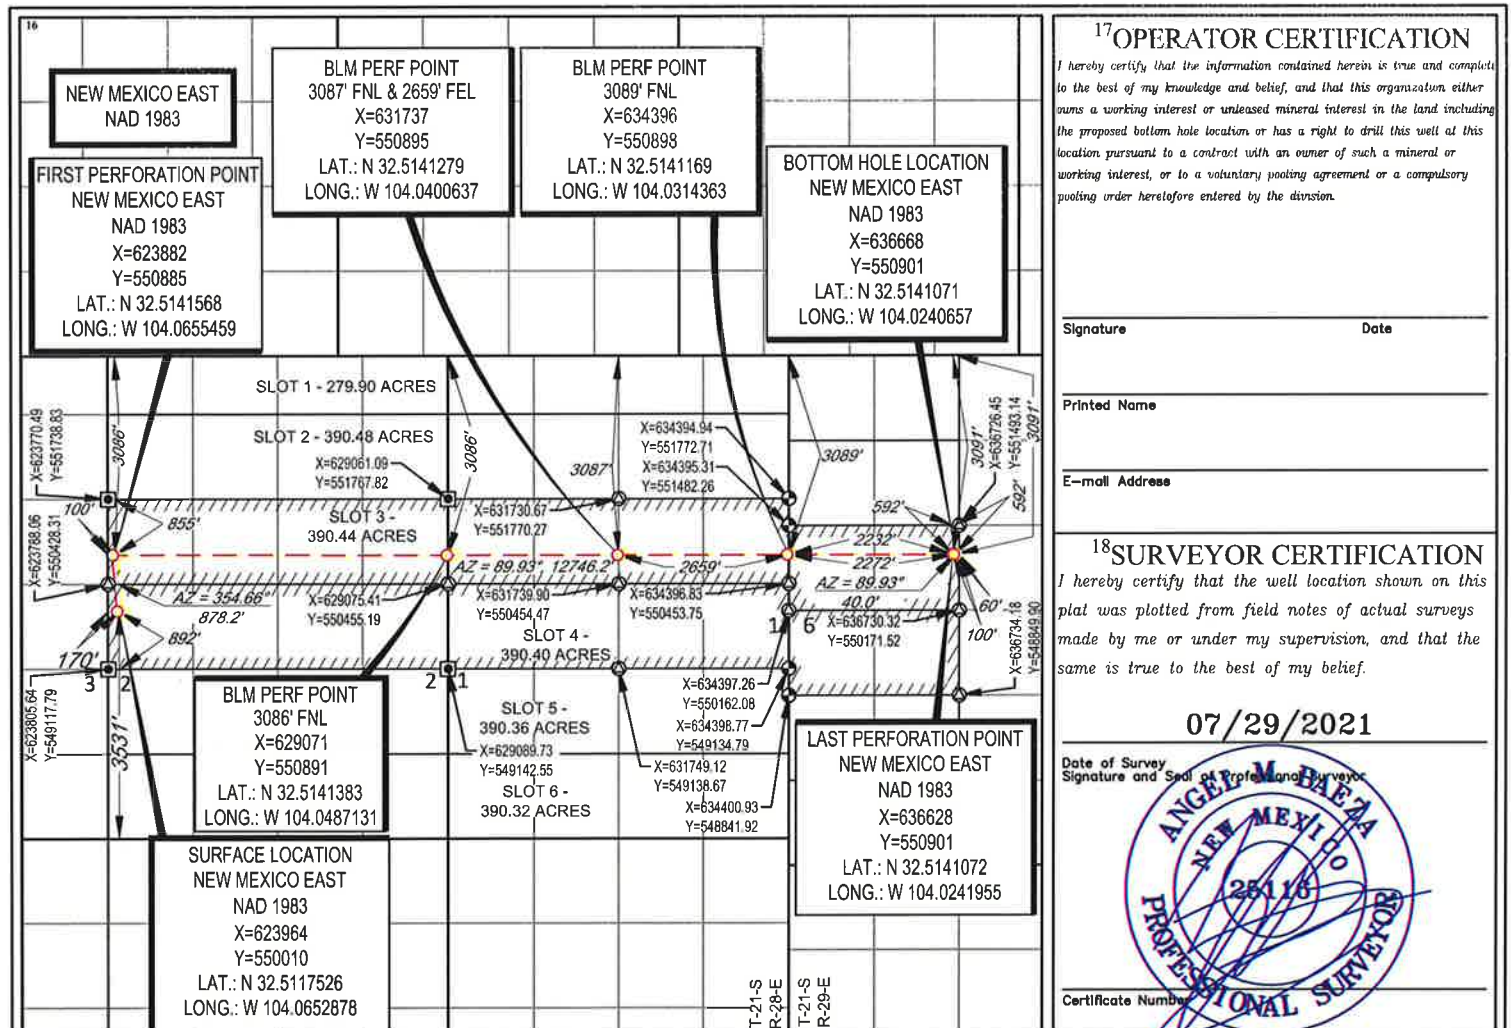 16
NEW MEXICO EAST
NAD 1983
BLM PERF POINT
3087' FNL & 2659' FEL
X=631737
Y=550895
LAT.: N 32.5141279
LONG.: W 104.0400637
BLM PERF POINT
3089' FNL
X=634396
Y=550898
LAT.: N 32.5141169
LONG.: W 104.0314363
FIRST PERFORATION POINT
NEW MEXICO EAST
NAD 1983
X=623882
Y=550885
LAT.: N 32.5141568
LONG.: W 104.0655459
BOTTOM HOLE LOCATION
NEW MEXICO EAST
NAD 1983
X=636668
Y=550901
LAT.: N 32.5141071
LONG.: W 104.0240657
SLOT 1 - 279.90 ACRES
SLOT 2 - 390.48 ACRES
X=623770.49
Y=551738.83
3086'
X=629061.09
Y=551767.82
3086'
3087'
X=634394.94
Y=551772.71
X=634395.31
Y=551482.26
3089'
3091'
X=636726.45
Y=551493.14
3091'
100'
855'
SLOT 3 -
390.44 ACRES
X=631730.67
Y=551770.27
592'
592'
X=623768.06
Y=550428.31
2232'
2272'
AZ = 89.93°, 12746.2'
2659'
AZ = 89.93°
40.0'
AZ = 354.66°
878.2'
X=629075.41
Y=550455.19
X=631739.90
Y=550454.47
X=634396.83
Y=550453.75
1
6
X=636730.32
Y=550171.52
60'
100'
892'
170'
3
2
2
1
SLOT 4 -
390.40 ACRES
X=636734.18
Y=548849.90
X=623805.64
Y=549117.79
3531'
X=634397.26
Y=550162.08
X=634398.77
Y=549134.79
SLOT 5 -
390.36 ACRES
X=629089.73
Y=549142.55
SLOT 6 -
390.32 ACRES
X=631749.12
Y=549138.67
X=634400.93
Y=548841.92
BLM PERF POINT
3086' FNL
X=629071
Y=550891
LAT.: N 32.5141383
LONG.: W 104.0487131
LAST PERFORATION POINT
NEW MEXICO EAST
NAD 1983
X=636628
Y=550901
LAT.: N 32.5141072
LONG.: W 104.0241955
SURFACE LOCATION
NEW MEXICO EAST
NAD 1983
X=623964
Y=550010
LAT.: N 32.5117526
LONG.: W 104.0652878
T-21-S
R-28-E
T-21-S
R-29-E
17 OPERATOR CERTIFICATION
I hereby certify that the information contained herein is true and complete
to the best of my knowledge and belief, and that this organization either
owns a working interest or unleased mineral interest in the land including
the proposed bottom hole location or has a right to drill this well at this
location pursuant to a contract with an owner of such a mineral or
working interest, or to a voluntary pooling agreement or a compulsory
pooling order heretofore entered by the division.
Signature Date
Printed Name
E-mail Address
18 SURVEYOR CERTIFICATION
I hereby certify that the well location shown on this
plat was plotted from field notes of actual surveys
made by me or under my supervision, and that the
same is true to the best of my belief.
07/29/2021
Date of Survey
Signature and Seal of Professional Surveyor
ANGEL M. BAEZA
NEW MEXICO
25116
PROFESSIONAL SURVEYOR
Certificate Number